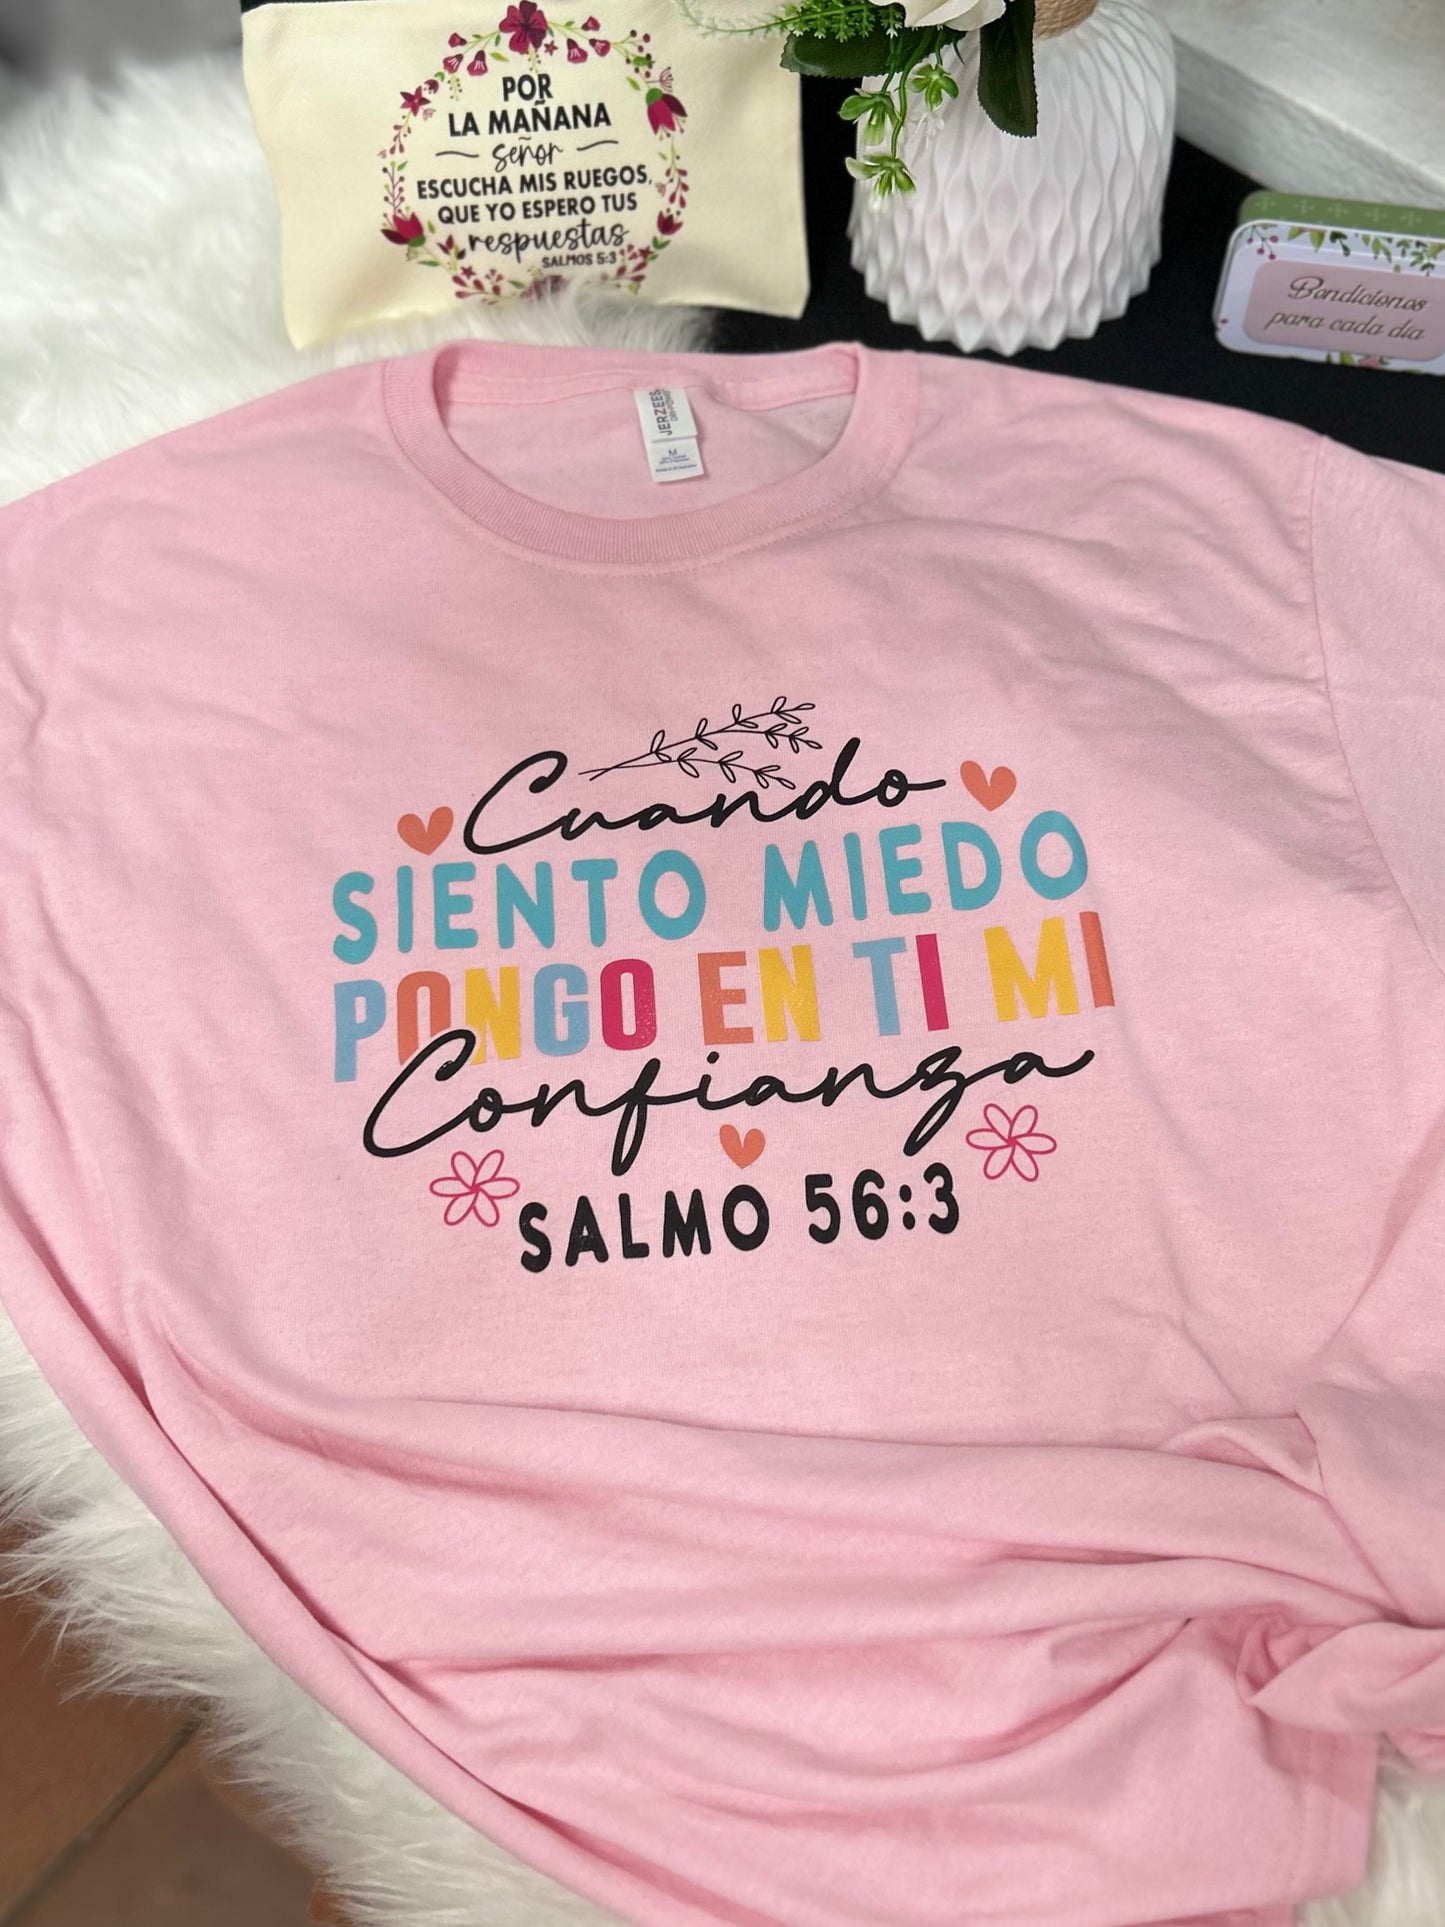 POR
LA MAÑANA
señor
ESCUCHA MIS RUEGOS,
QUE YO ESPERO TUS
respuestas
SALMOS 5:3
Bendiciones
para cada día
JERZEES
M
Cuando
SIENTO MIEDO
PONGO EN TI MI
Confianza
SALMO 56:3